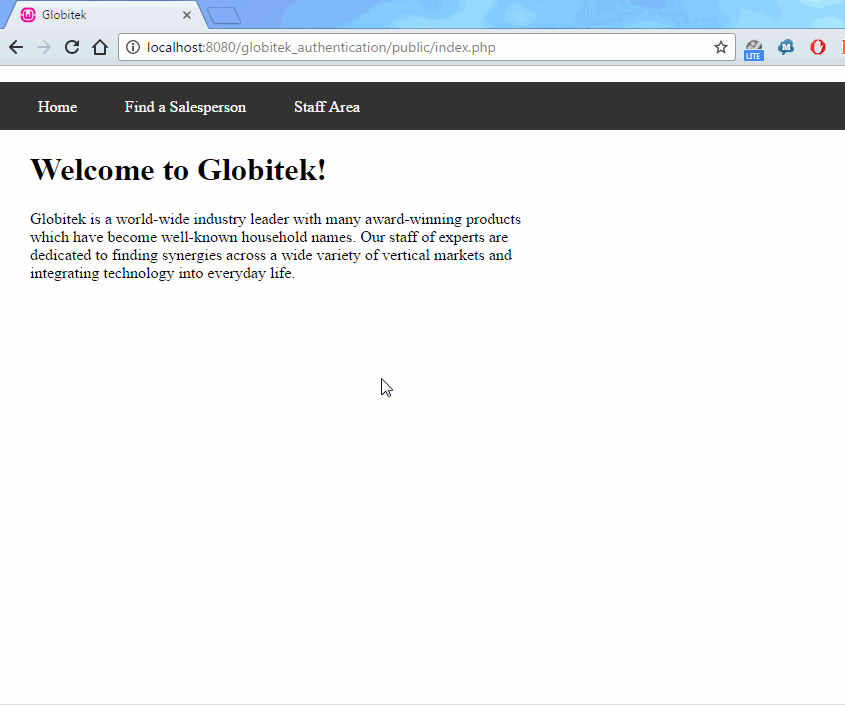 Globitek
localhost:8080/globitek_authentication/public/index.php
LITE
M
Home Find a Salesperson Staff Area
Welcome to Globitek!
Globitek is a world-wide industry leader with many award-winning products
which have become well-known household names. Our staff of experts are
dedicated to finding synergies across a wide variety of vertical markets and
integrating technology into everyday life.